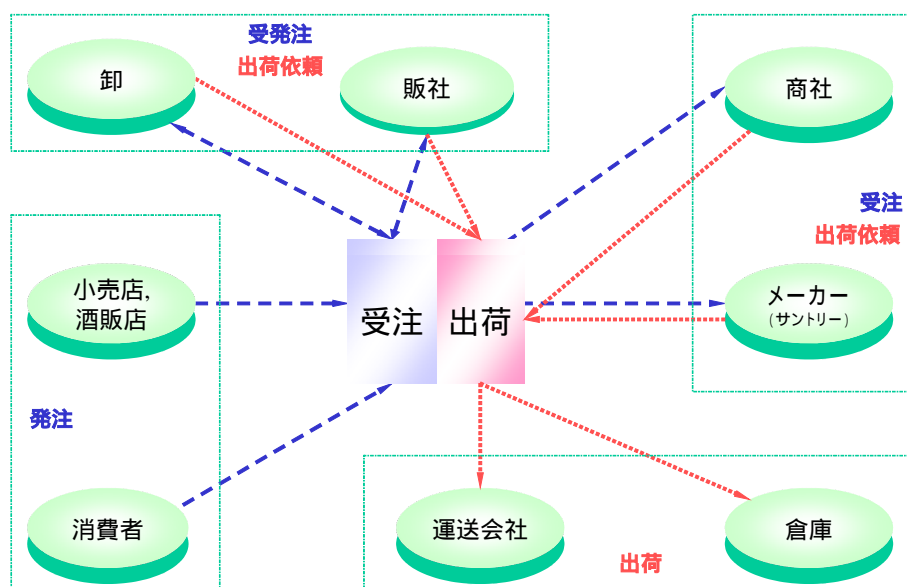 受発注
出荷依頼
卸
販社
商社
受注
出荷依頼
小売店,
酒販店
受注
出荷
メーカー
(サントリー)
発注
消費者
運送会社
倉庫
出荷